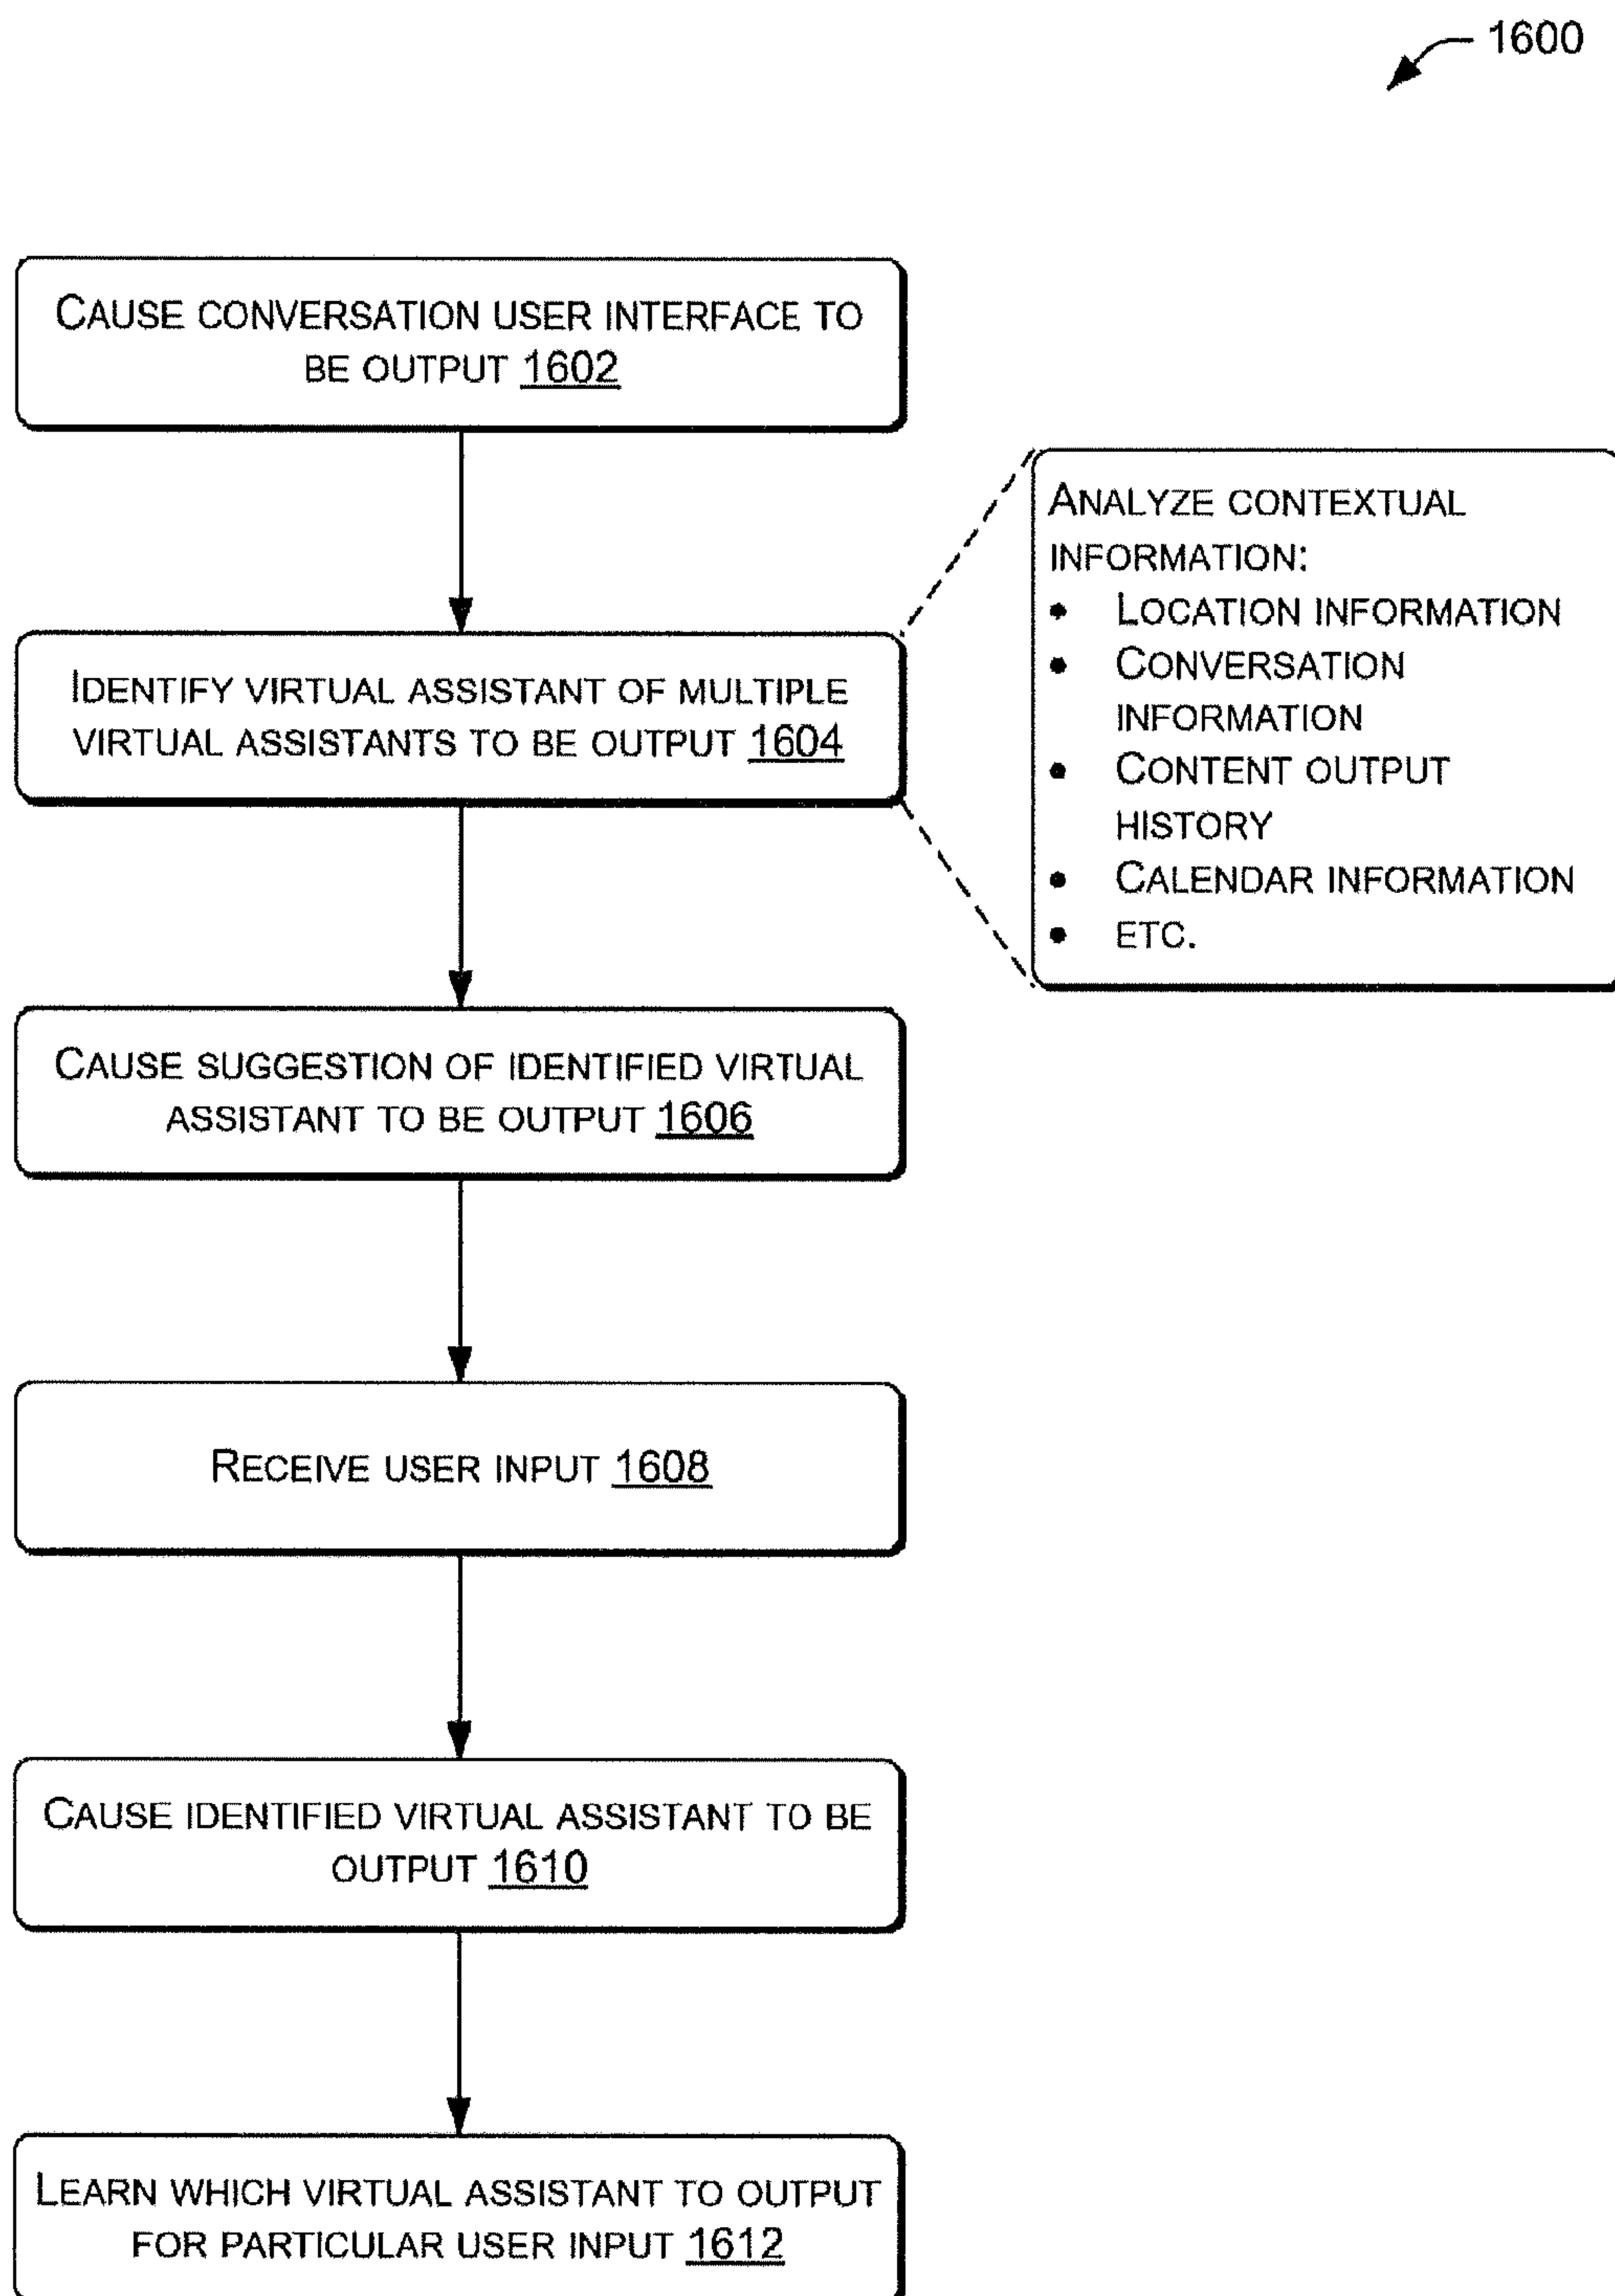 1600
CAUSE CONVERSATION USER INTERFACE TO
BE OUTPUT 1602
IDENTIFY VIRTUAL ASSISTANT OF MULTIPLE
VIRTUAL ASSISTANTS TO BE OUTPUT 1604
ANALYZE CONTEXTUAL
INFORMATION:
• LOCATION INFORMATION
• CONVERSATION
INFORMATION
• CONTENT OUTPUT
HISTORY
• CALENDAR INFORMATION
• ETC.
CAUSE SUGGESTION OF IDENTIFIED VIRTUAL
ASSISTANT TO BE OUTPUT 1606
RECEIVE USER INPUT 1608
CAUSE IDENTIFIED VIRTUAL ASSISTANT TO BE
OUTPUT 1610
LEARN WHICH VIRTUAL ASSISTANT TO OUTPUT
FOR PARTICULAR USER INPUT 1612